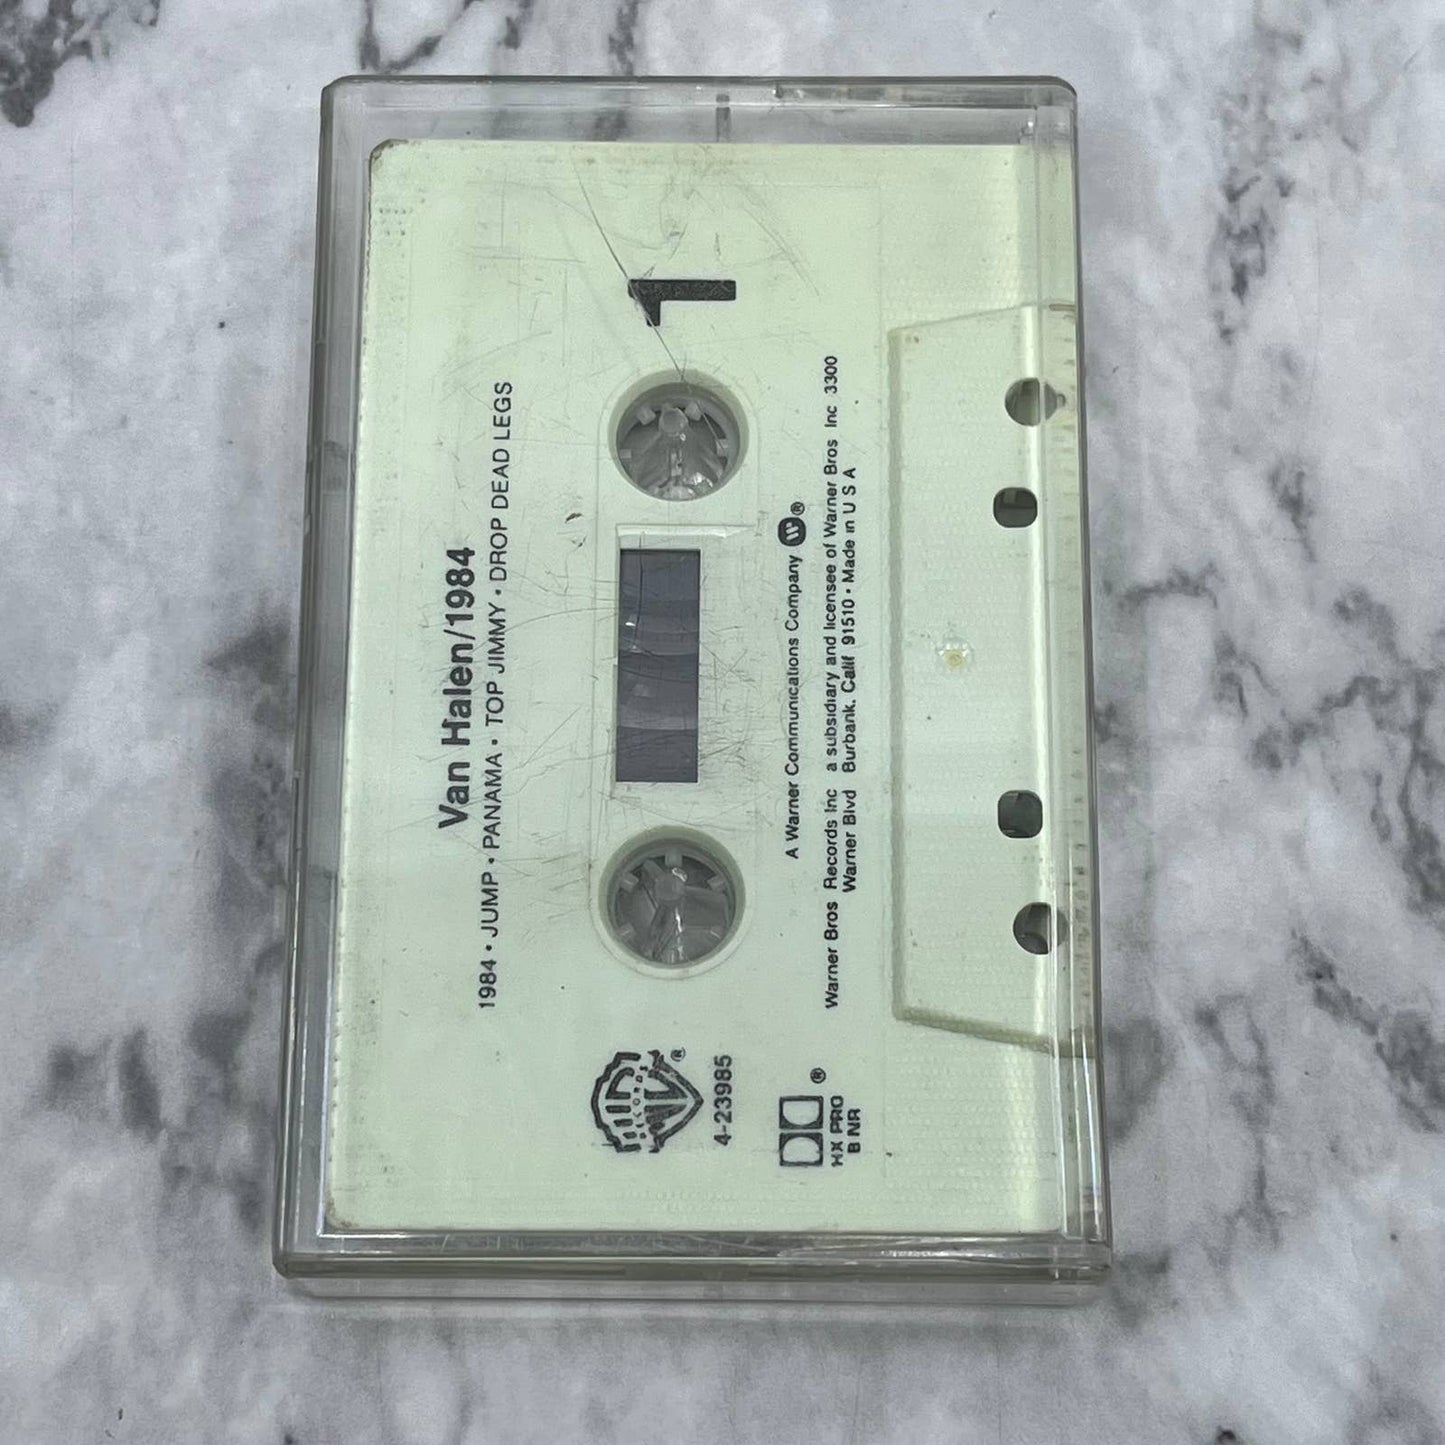 Van Halen/1984
1984 • JUMP • PANAMA • TOP JIMMY • DROP DEAD LEGS
1
RECORDS
®
4-23985
A Warner Communications Company ®
Warner Bros Records Inc a subsidiary and licensee of Warner Bros Inc 3300
Warner Blvd Burbank, Calif 91510 • Made in U S A
®
HX PRO
B NR